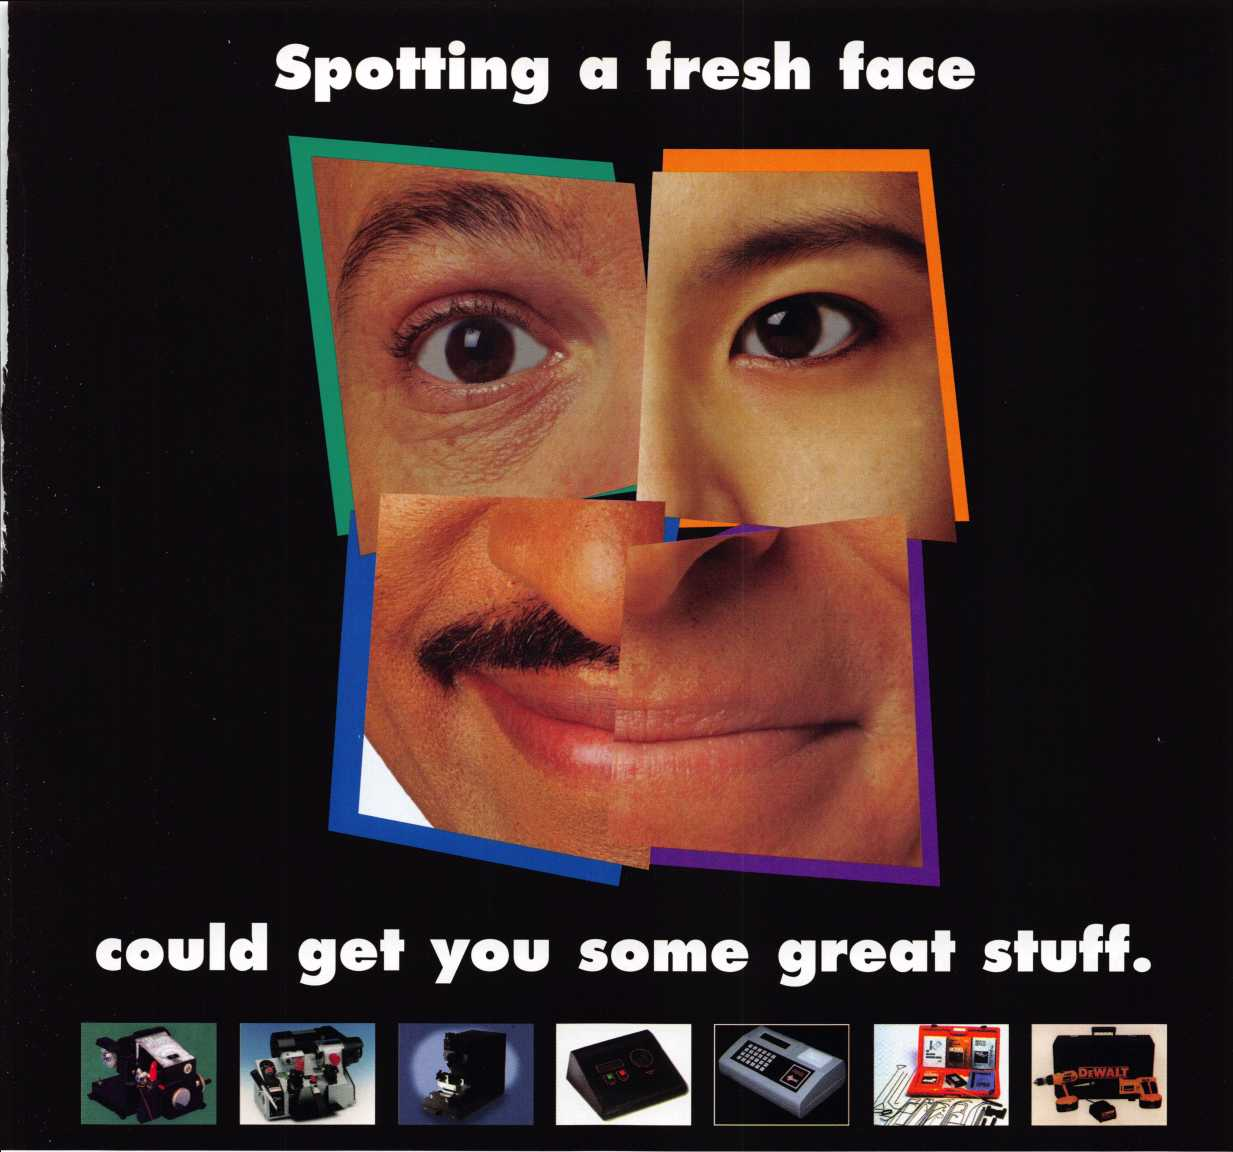 Spotting a fresh face
could get you some great stuff.
DEWALT